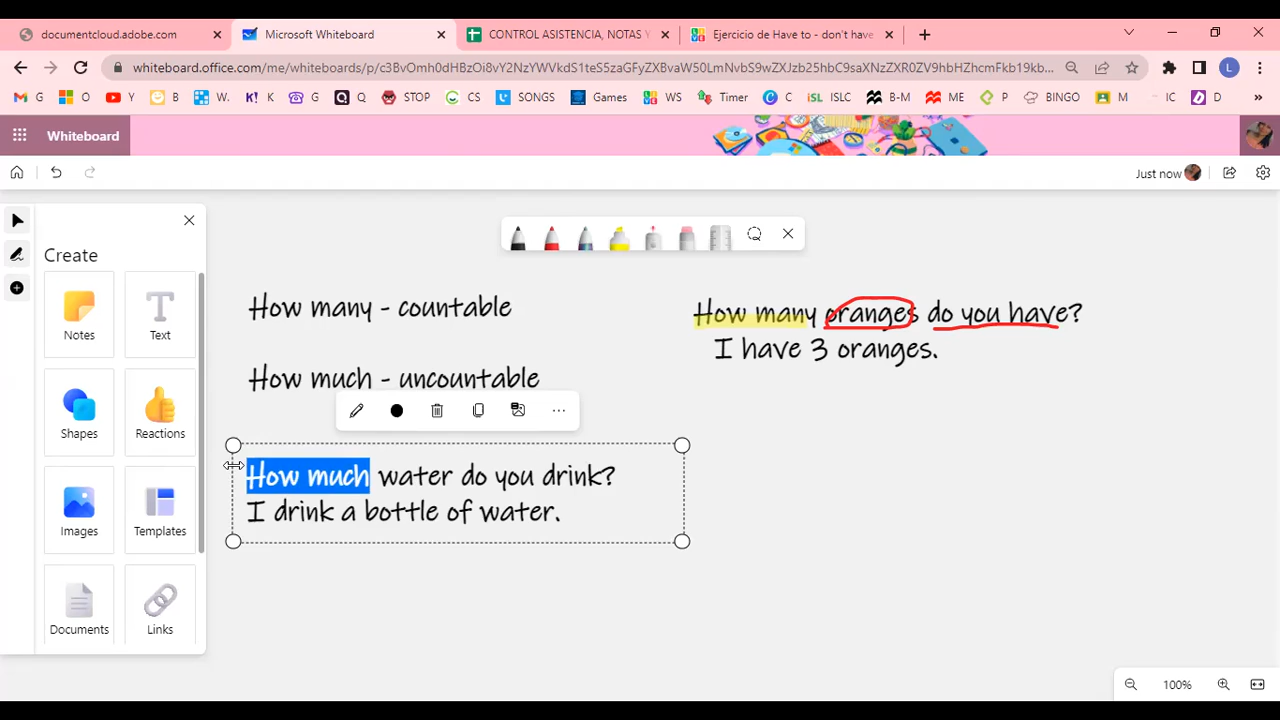 documentcloud.adobe.com
Microsoft Whiteboard
CONTROL ASISTENCIA, NOTAS Y
Ejercicio de Have to - don't have
whiteboard.office.com/me/whiteboards/p/c3BvOmh0dHBzOi8vY2NzYWVkdS1teS5zaGFyZXBvaW50LmNvbS9wZXJzb25hbC9saXNzZXR0ZV9hbHZhcmFkb19kb...
G
O
Y
B
W.
K
G
Q
STOP
CS
SONGS
Games
WS
Timer
C
ISLC
B-M
ME
P
BINGO
M
IC
D
»
Whiteboard
Just now
Create
Notes
Text
Shapes
Reactions
Images
Templates
Documents
Links
How many - countable
How much - uncountable
How much water do you drink?
I drink a bottle of water.
How many oranges do you have?
I have 3 oranges.
100%